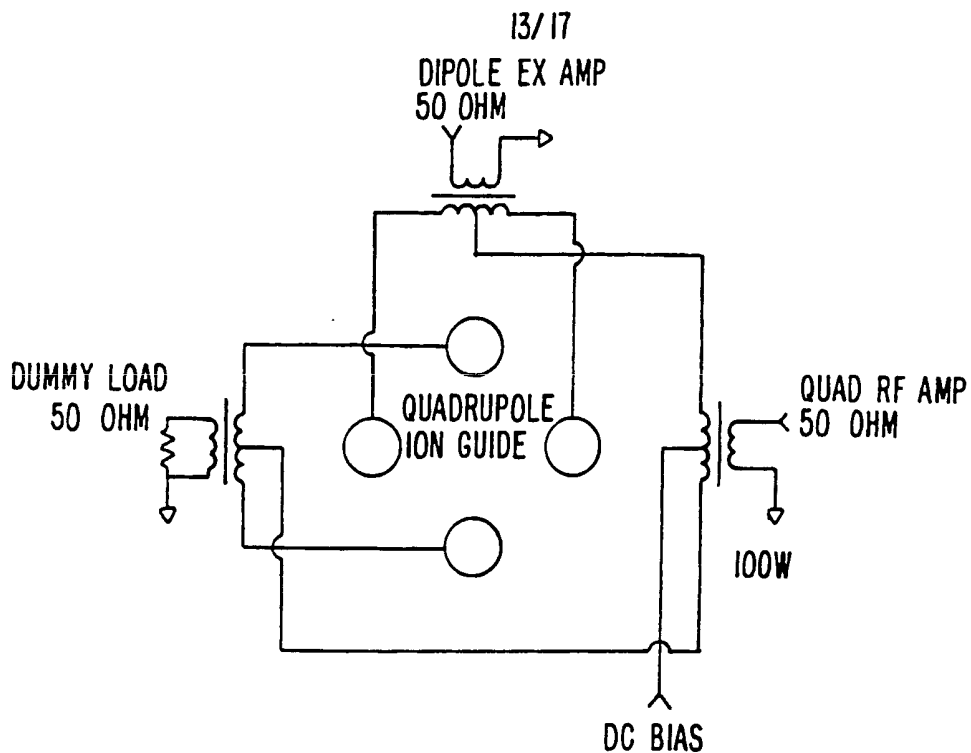 13/17
DIPOLE EX AMP
50 OHM
DUMMY LOAD
50 OHM
QUADRUPOLE
ION GUIDE
QUAD RF AMP
50 OHM
100W
DC BIAS